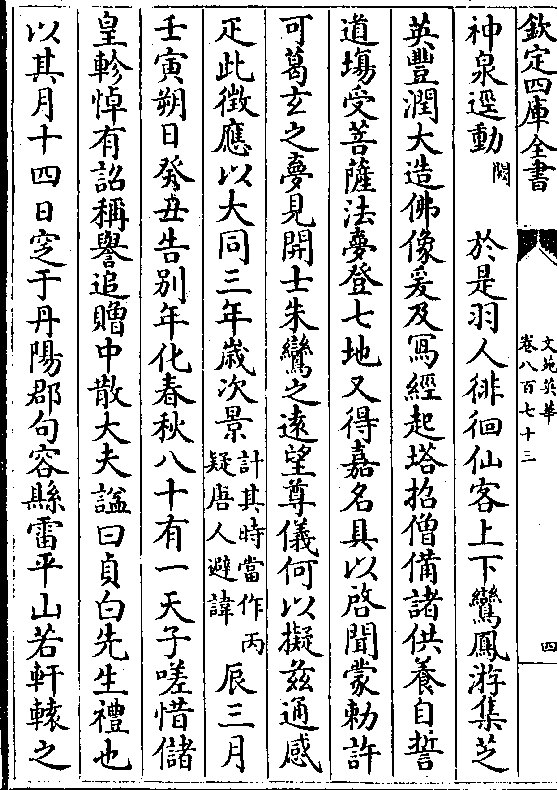 欽定四庫全書
文苑英華
卷八百七十三
四
神泉逕動闕　於是羽人徘徊仙客上下鸞鳳游集芝
英豐潤大造佛像爰及冩經起塔招僧備諸供養自誓
道塲受菩薩法夢登七地又得嘉名具以啓聞蒙勅許
可葛玄之夢見開士朱鸞之遠望尊儀何以擬茲通感
疋此徴應以大同三年歳次景計其時當作丙疑唐人避諱辰三月
壬寅朔日癸丑告别年化春秋八十有一天子嗟惜儲
皇軫悼有詔稱譽追贈中散大夫諡曰貞白先生禮也
以其月十四日窆于丹陽郡句容縣雷平山若軒轅之